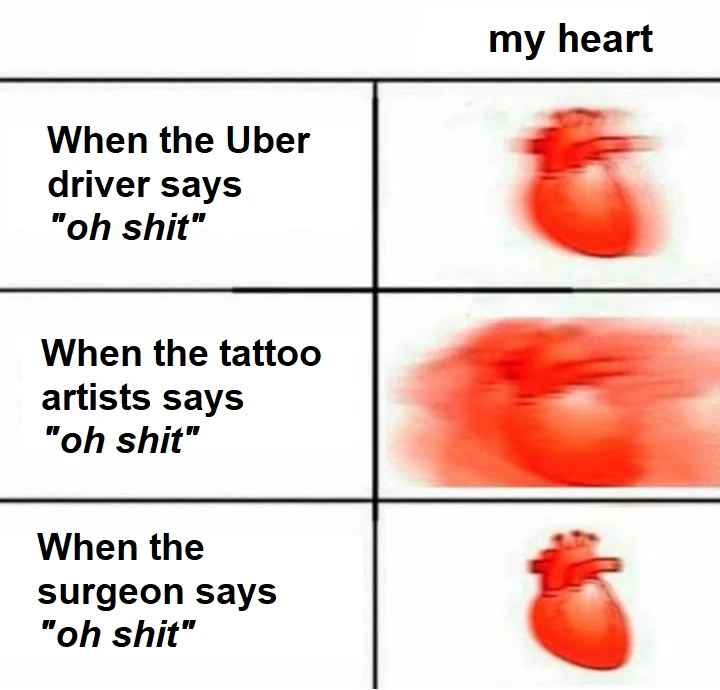 my heart
When the Uber
driver says
"oh shit"
When the tattoo
artists says
"oh shit"
When the
surgeon says
"oh shit"